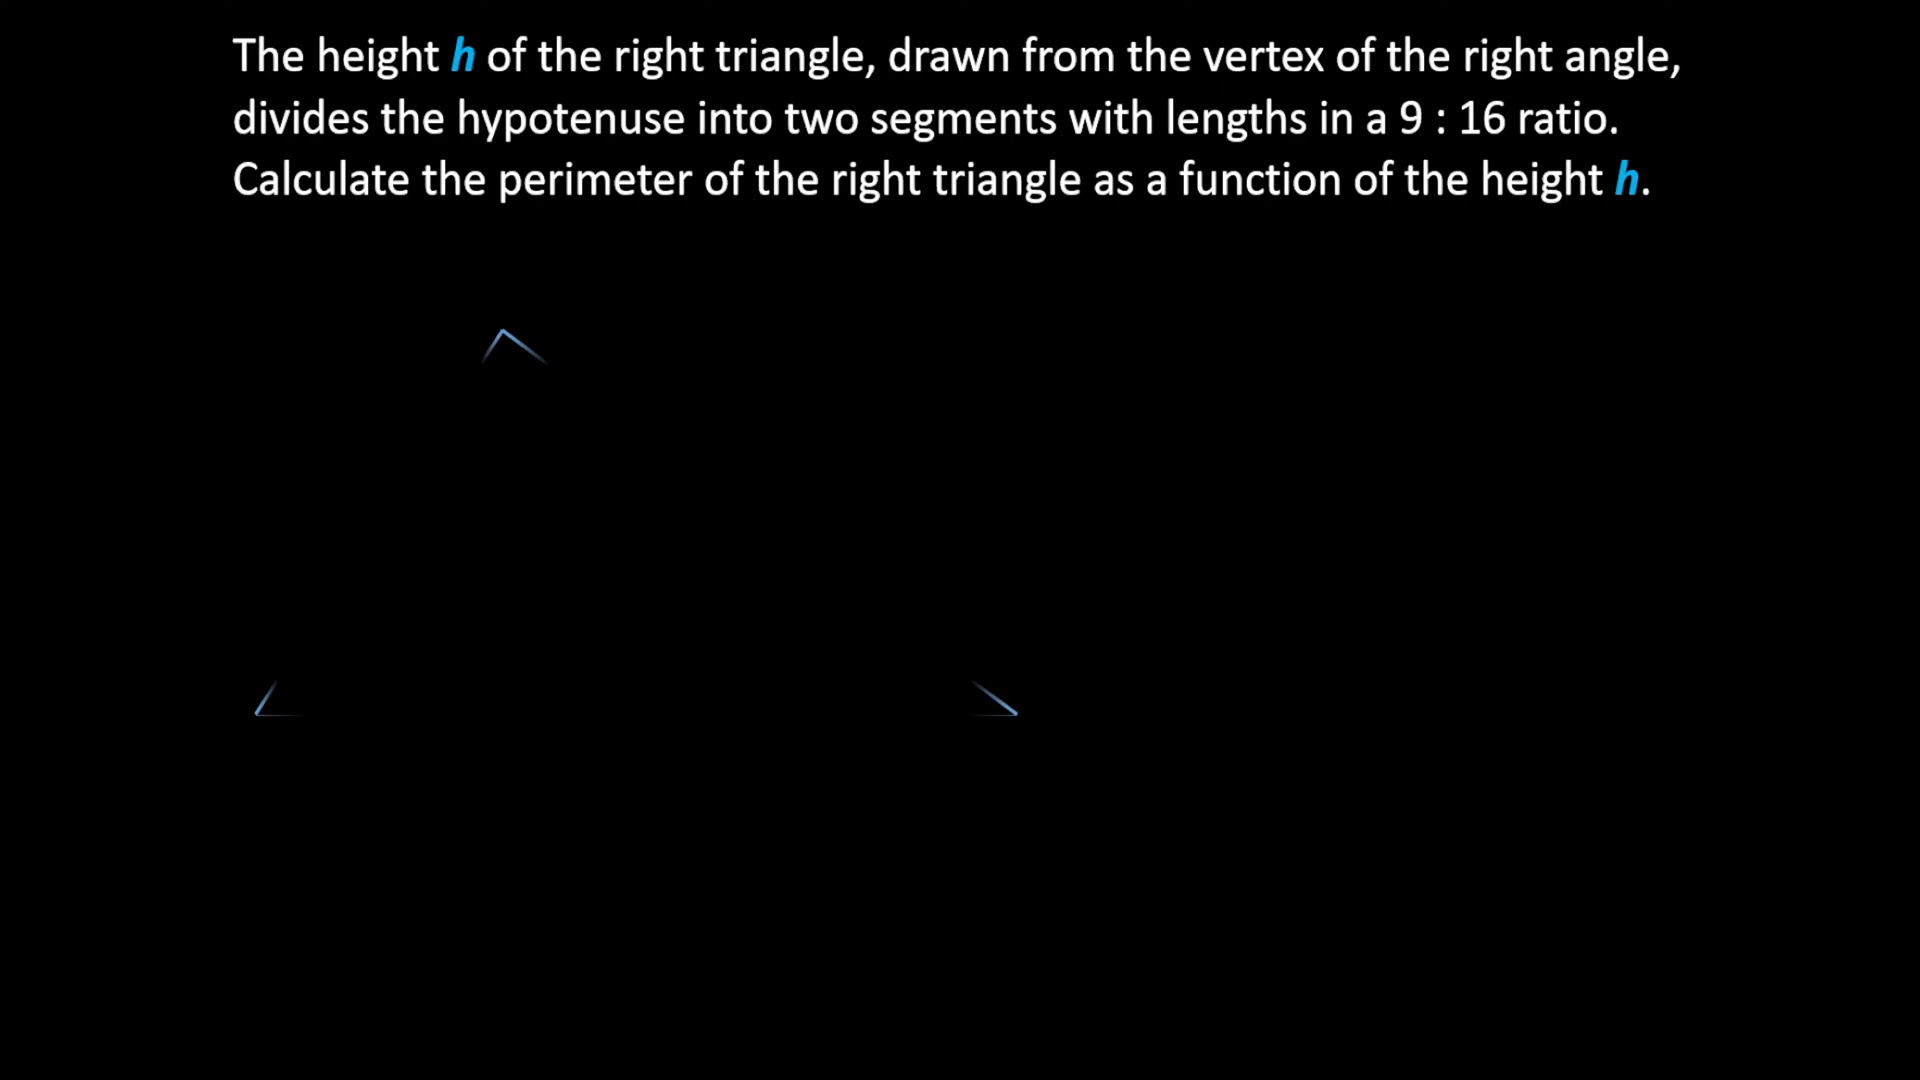 The height h of the right triangle, drawn from the vertex of the right angle,
divides the hypotenuse into two segments with lengths in a 9 : 16 ratio.
Calculate the perimeter of the right triangle as a function of the height h.